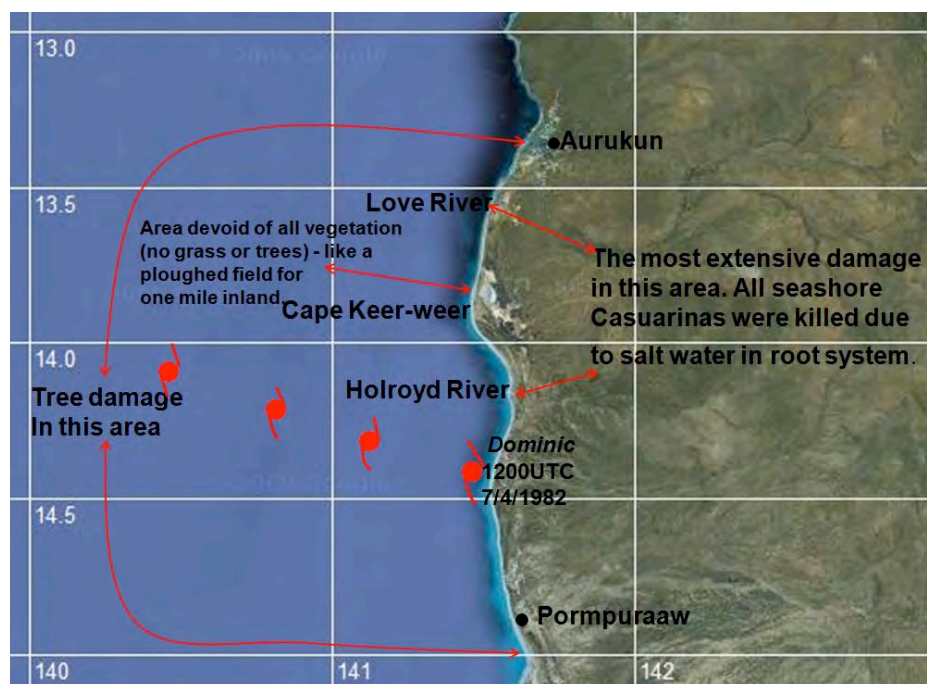 13.0
Aurukun
13.5
Love River
Area devoid of all vegetation
(no grass or trees) - like a
ploughed field for
one mile inland.
The most extensive damage
in this area. All seashore
Casuarinas were killed due
to salt water in root system.
Cape Keer-weer
14.0
Tree damage
In this area
Holroyd River
Dominic
1200UTC
7/4/1982
14.5
Pormpuraaw
140
141
142